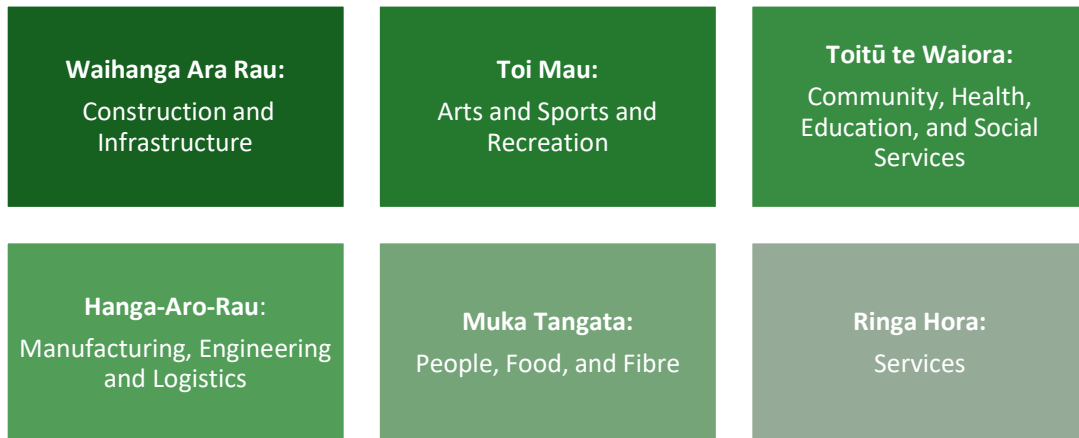 Waihanga Ara Rau:
Construction and
Infrastructure
Toi Mau:
Arts and Sports and
Recreation
Toitū te Waiora:
Community, Health,
Education, and Social
Services
Hanga-Aro-Rau:
Manufacturing, Engineering
and Logistics
Muka Tangata:
People, Food, and Fibre
Ringa Hora:
Services